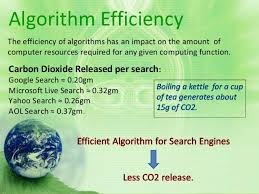 Algorithm Efficiency
The efficiency of algorithms has an impact on the amount of
computer resources required for any given computing function.
Carbon Dioxide Released per search:
Google Search ≈ 0.20gm
Microsoft Live Search ≈ 0.32gm
Yahoo Search ≈ 0.26gm
AOL Search ≈ 0.37gm.
Boiling a kettle for a cup
of tea generates about
15g of CO2.
Efficient Algorithm for Search Engines
Less CO2 release.